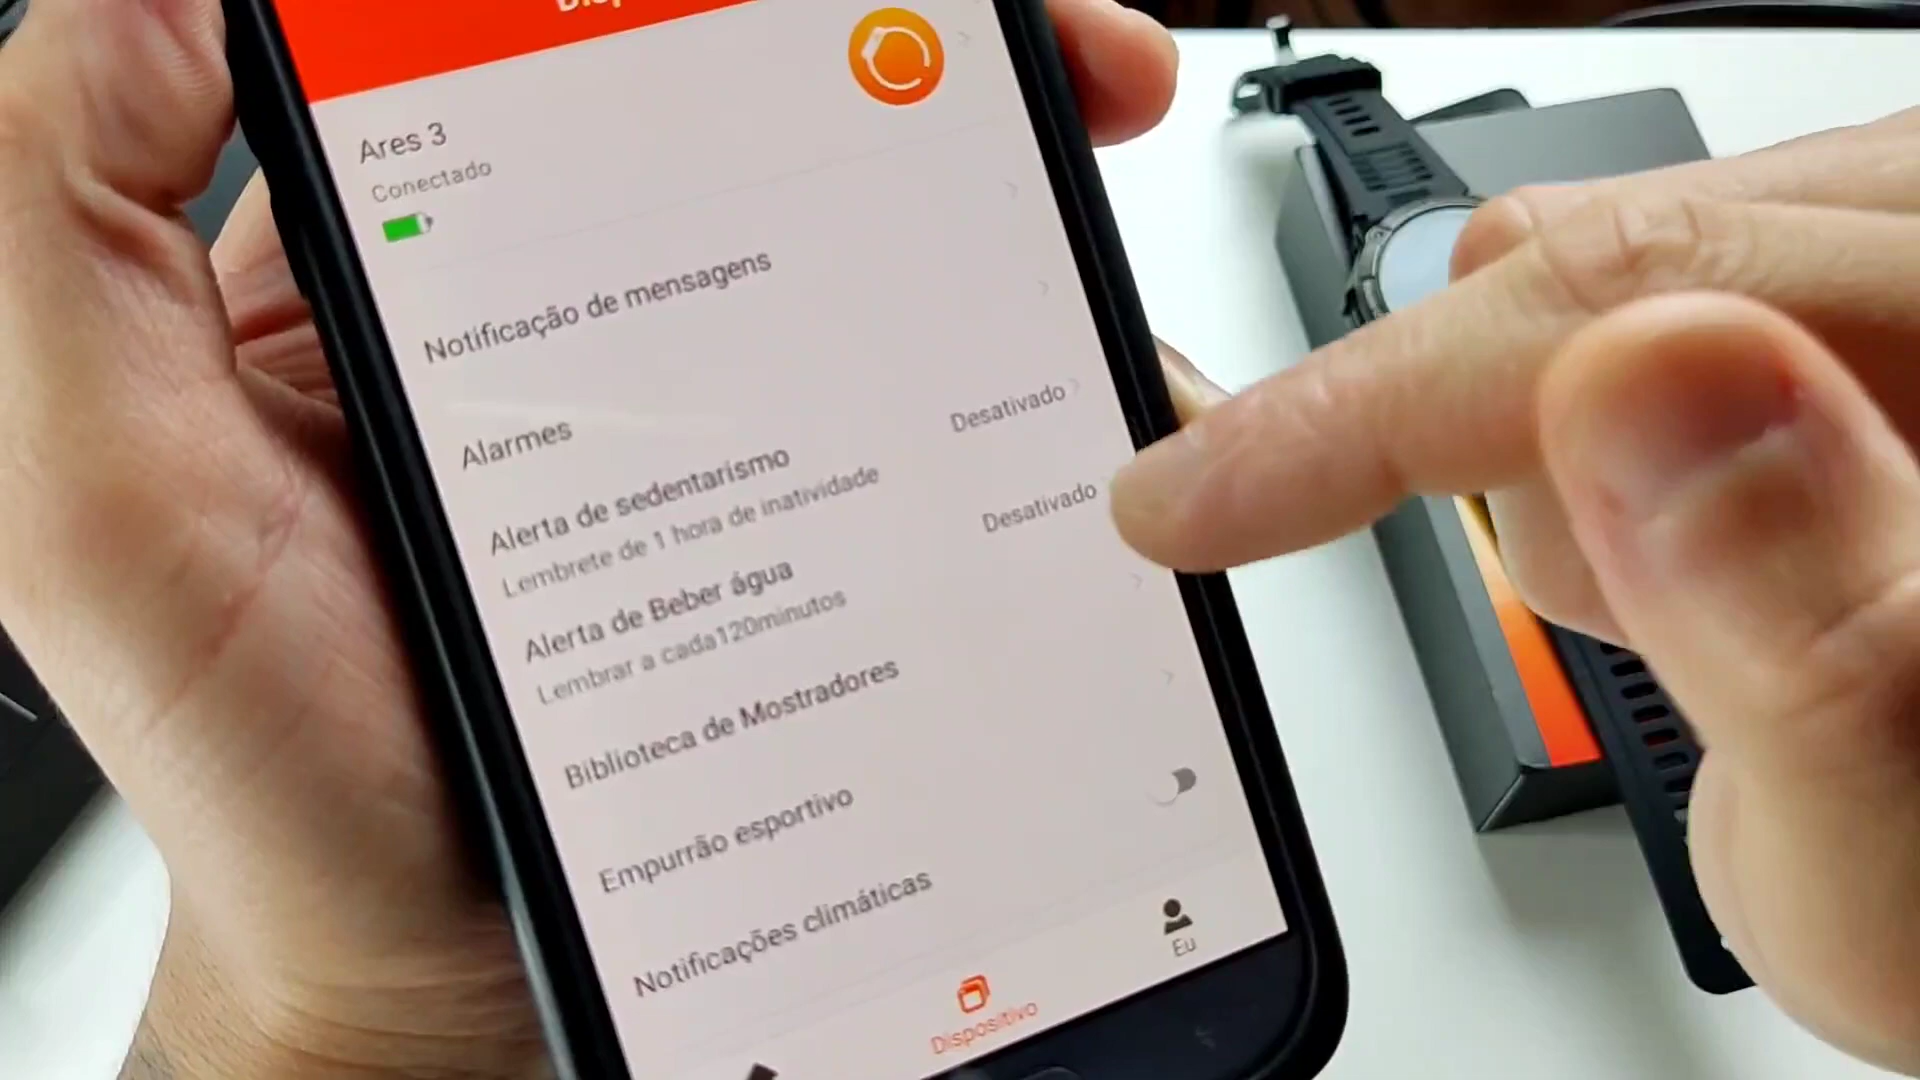 Ares 3
Conectado
Notificação de mensagens
Alarmes
Alerta de sedentarismo
Desativado
Lembrete de 1 hora de inatividade
Alerta de Beber água
Desativado
Lembrar a cada120minutos
Biblioteca de Mostradores
Empurrão esportivo
Notificações climáticas
Dispositivo
Eu